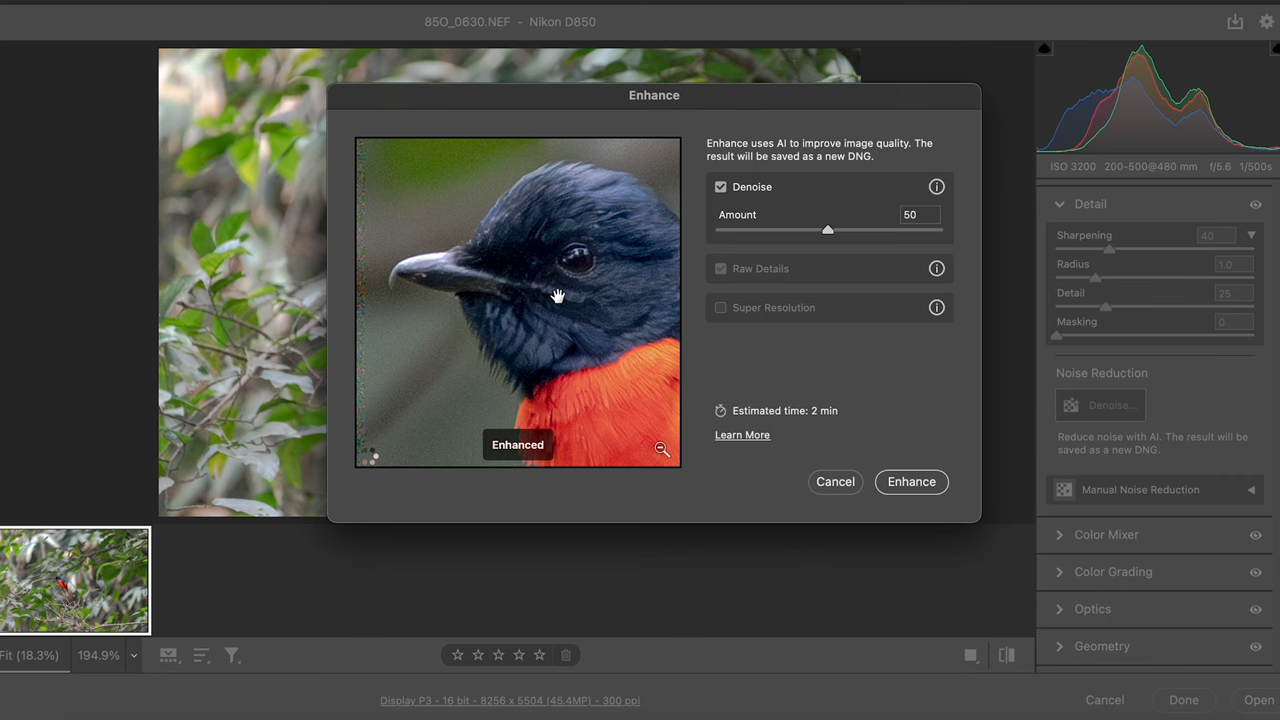 85O_0630.NEF - Nikon D850
Enhance
Enhance uses AI to improve image quality. The
result will be saved as a new DNG.
Denoise
Amount 50
Raw Details
Super Resolution
Enhanced
Estimated time: 2 min
Learn More
Cancel Enhance
ISO 3200 200-500@480 mm f/5.6 1/500s
Detail
Sharpening 40
Radius 1.0
Detail 25
Masking 0
Noise Reduction
Denoise...
Reduce noise with AI. The result will be
saved as a new DNG.
Manual Noise Reduction
Color Mixer
Color Grading
Optics
Geometry
Fit (18.3%) 194.9%
Display P3 - 16 bit - 8256 x 5504 (45.4MP) - 300 ppi
Cancel Done Open